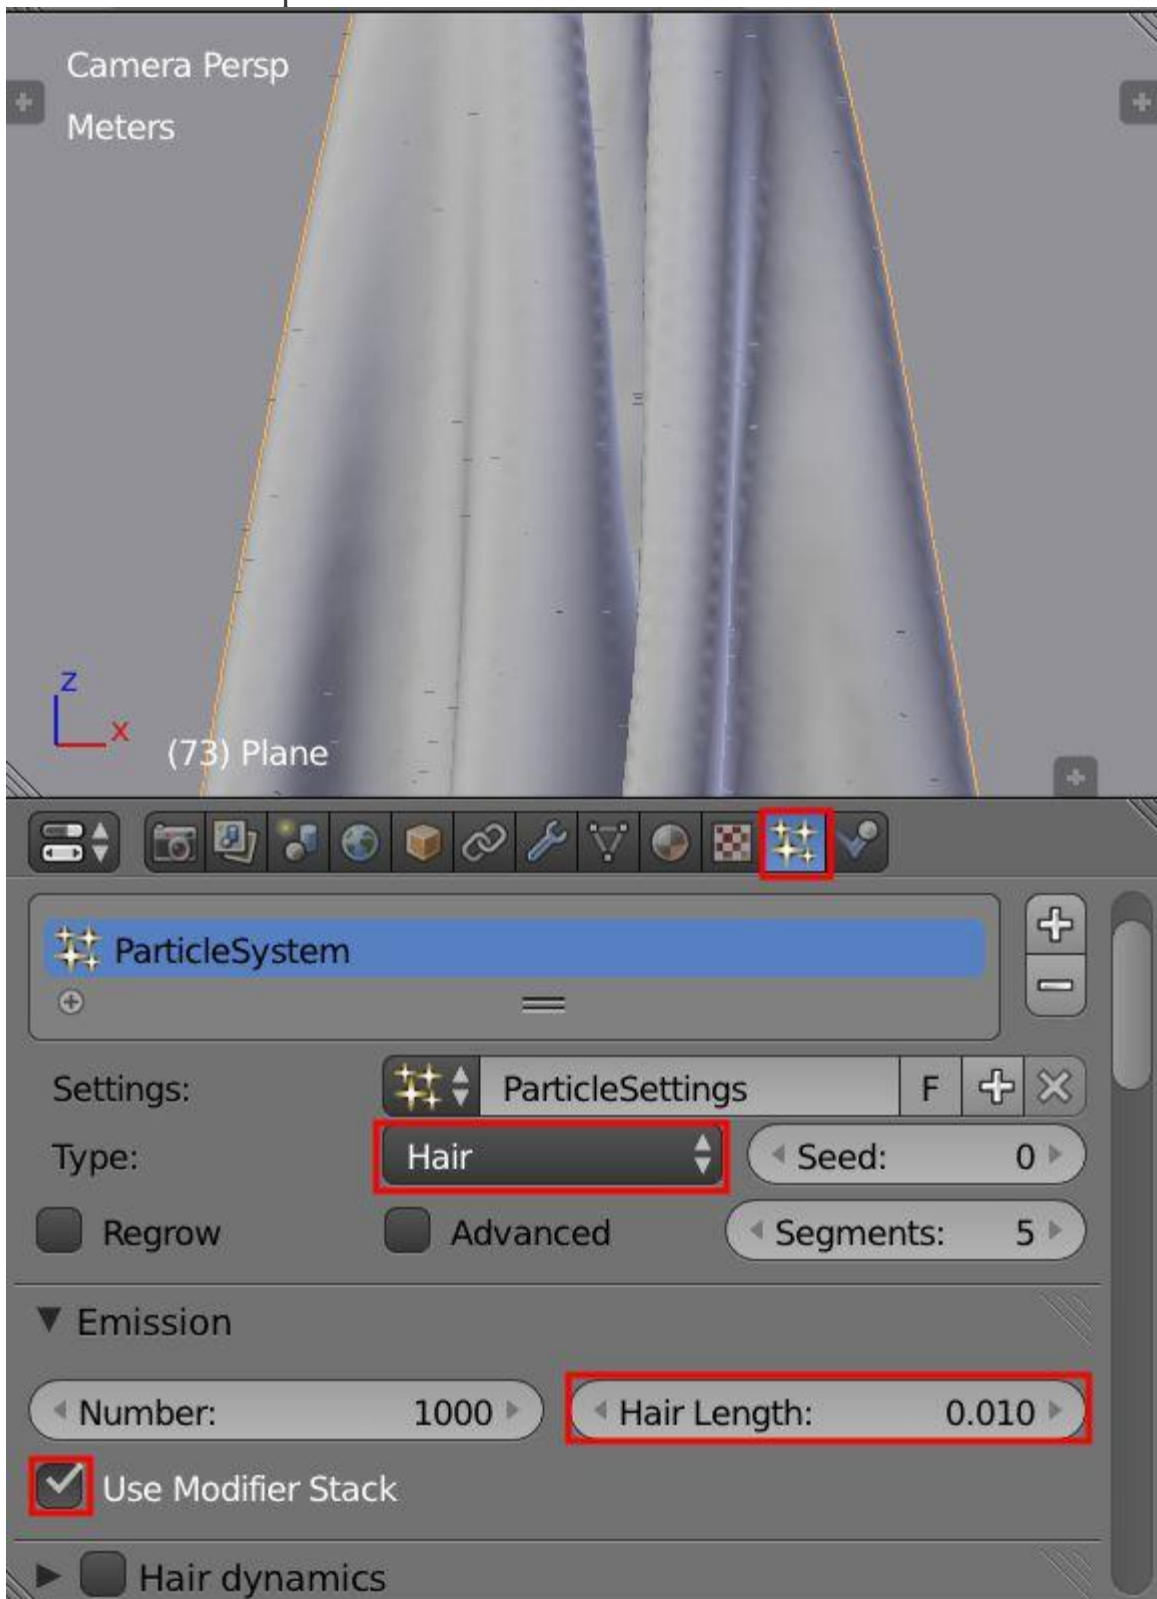 Camera Persp
Meters
z
x
(73) Plane
ParticleSystem
Settings: ParticleSettings F
Type: Hair Seed: 0
Regrow Advanced Segments: 5
Emission
Number: 1000 Hair Length: 0.010
Use Modifier Stack
Hair dynamics